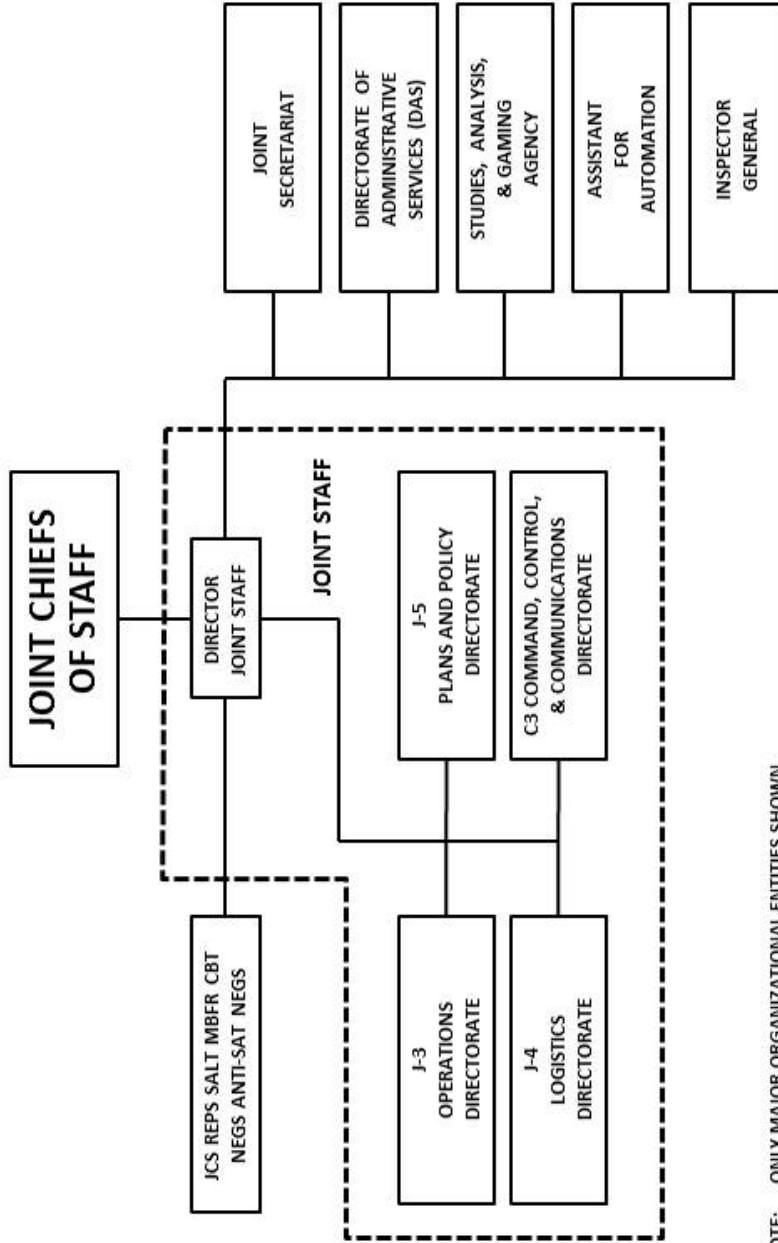 JOINT CHIEFS
OF STAFF
JCS REPS SALT MBFR CBT
NEGS ANTI-SAT NEGS
DIRECTOR
JOINT STAFF
JOINT STAFF
J-3
OPERATIONS
DIRECTORATE
J-5
PLANS AND POLICY
DIRECTORATE
J-4
LOGISTICS
DIRECTORATE
C3 COMMAND, CONTROL,
& COMMUNICATIONS
DIRECTORATE
JOINT
SECRETARIAT
DIRECTORATE OF
ADMINISTRATIVE
SERVICES (DAS)
STUDIES, ANALYSIS,
& GAMING
AGENCY
ASSISTANT
FOR
AUTOMATION
INSPECTOR
GENERAL
ONLY MAJOR ORGANIZATIONAL ENTITIES SHOWN